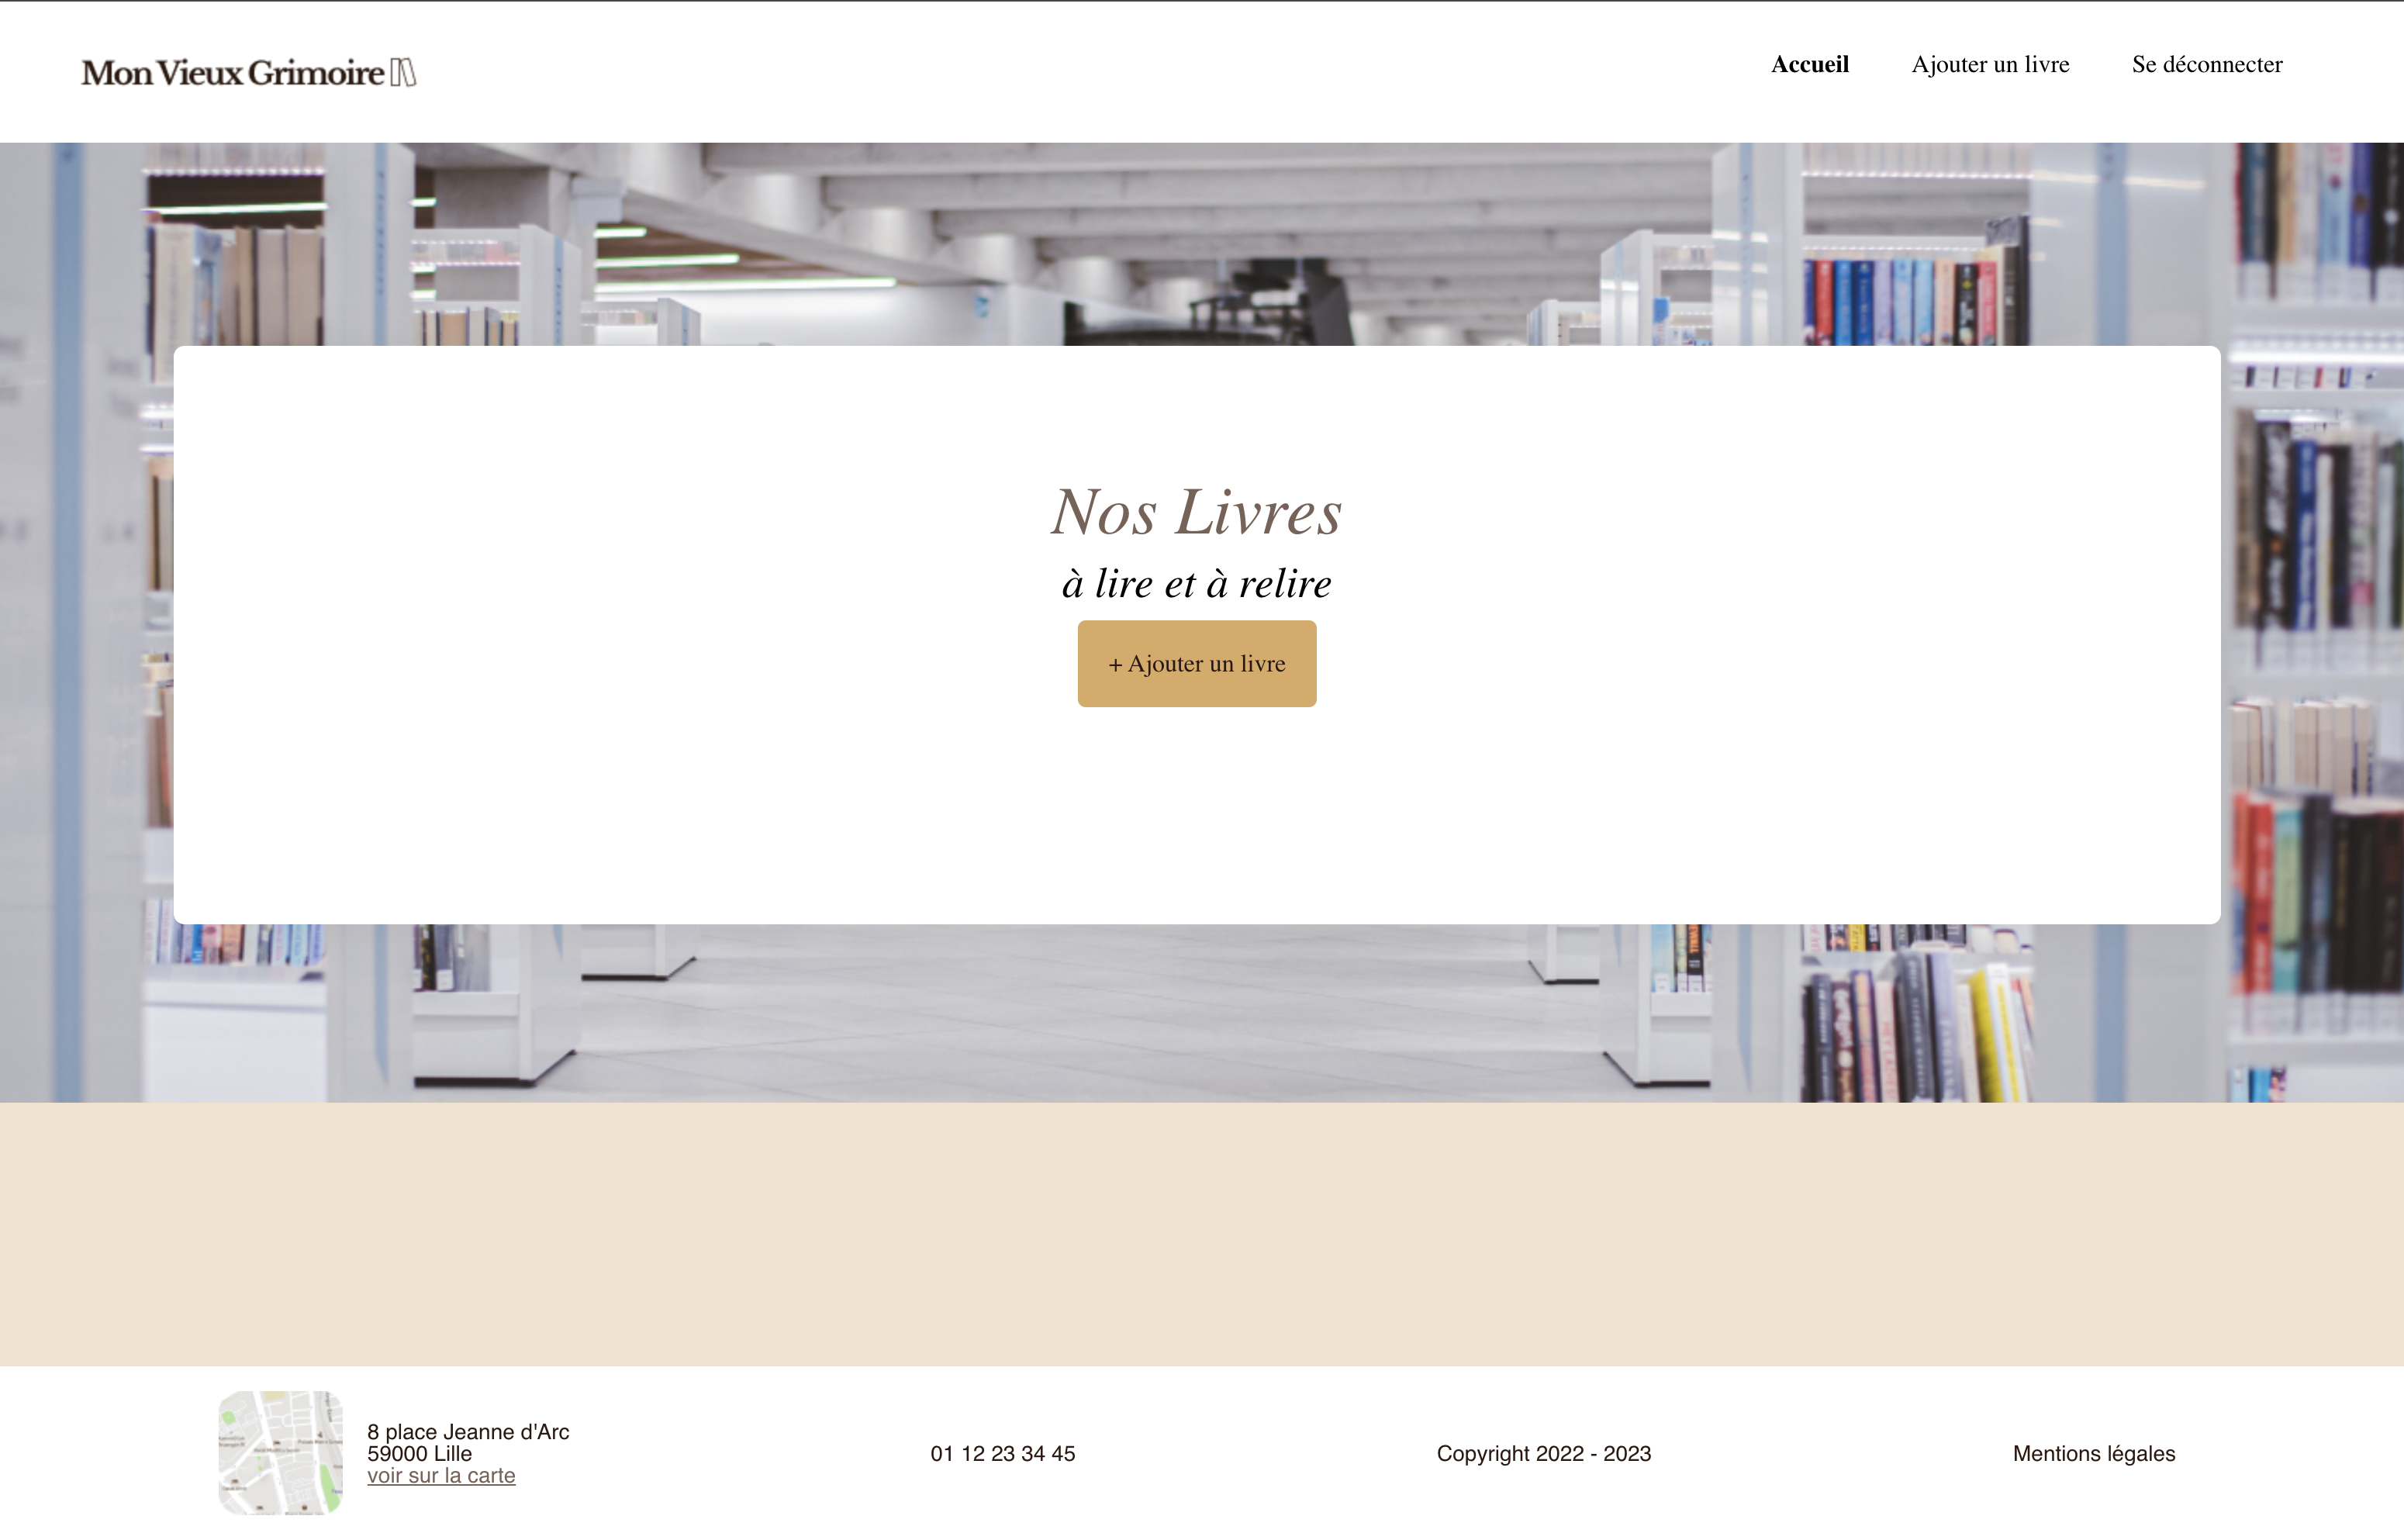 Mon Vieux Grimoire
Accueil
Ajouter un livre
Se déconnecter
Nos Livres
à lire et à relire
+ Ajouter un livre
8 place Jeanne d'Arc
59000 Lille
voir sur la carte
01 12 23 34 45
Copyright 2022 - 2023
Mentions légales